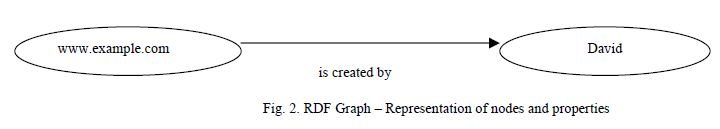 www.example.com
David
is created by
Fig. 2. RDF Graph – Representation of nodes and properties